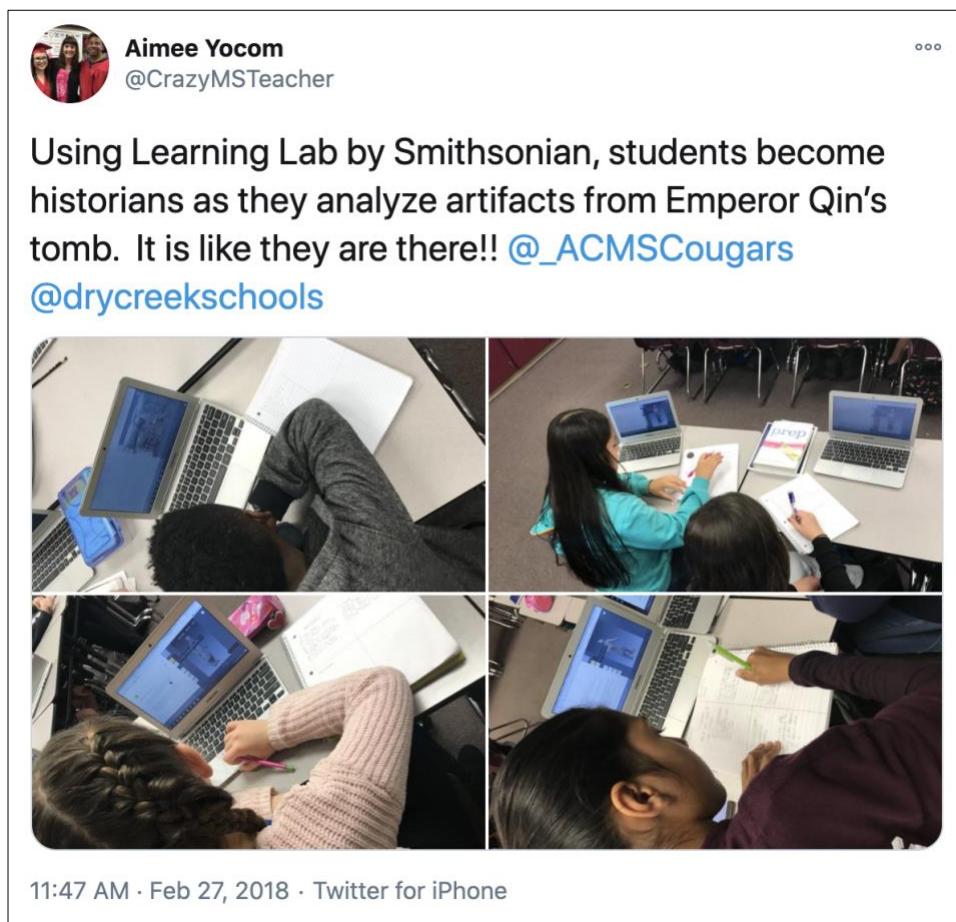 Aimee Yocom
@CrazyMSTeacher
Using Learning Lab by Smithsonian, students become
historians as they analyze artifacts from Emperor Qin's
tomb.  It is like they are there!! @_ACMSCougars
@drycreekschools
prep
11:47 AM · Feb 27, 2018 · Twitter for iPhone